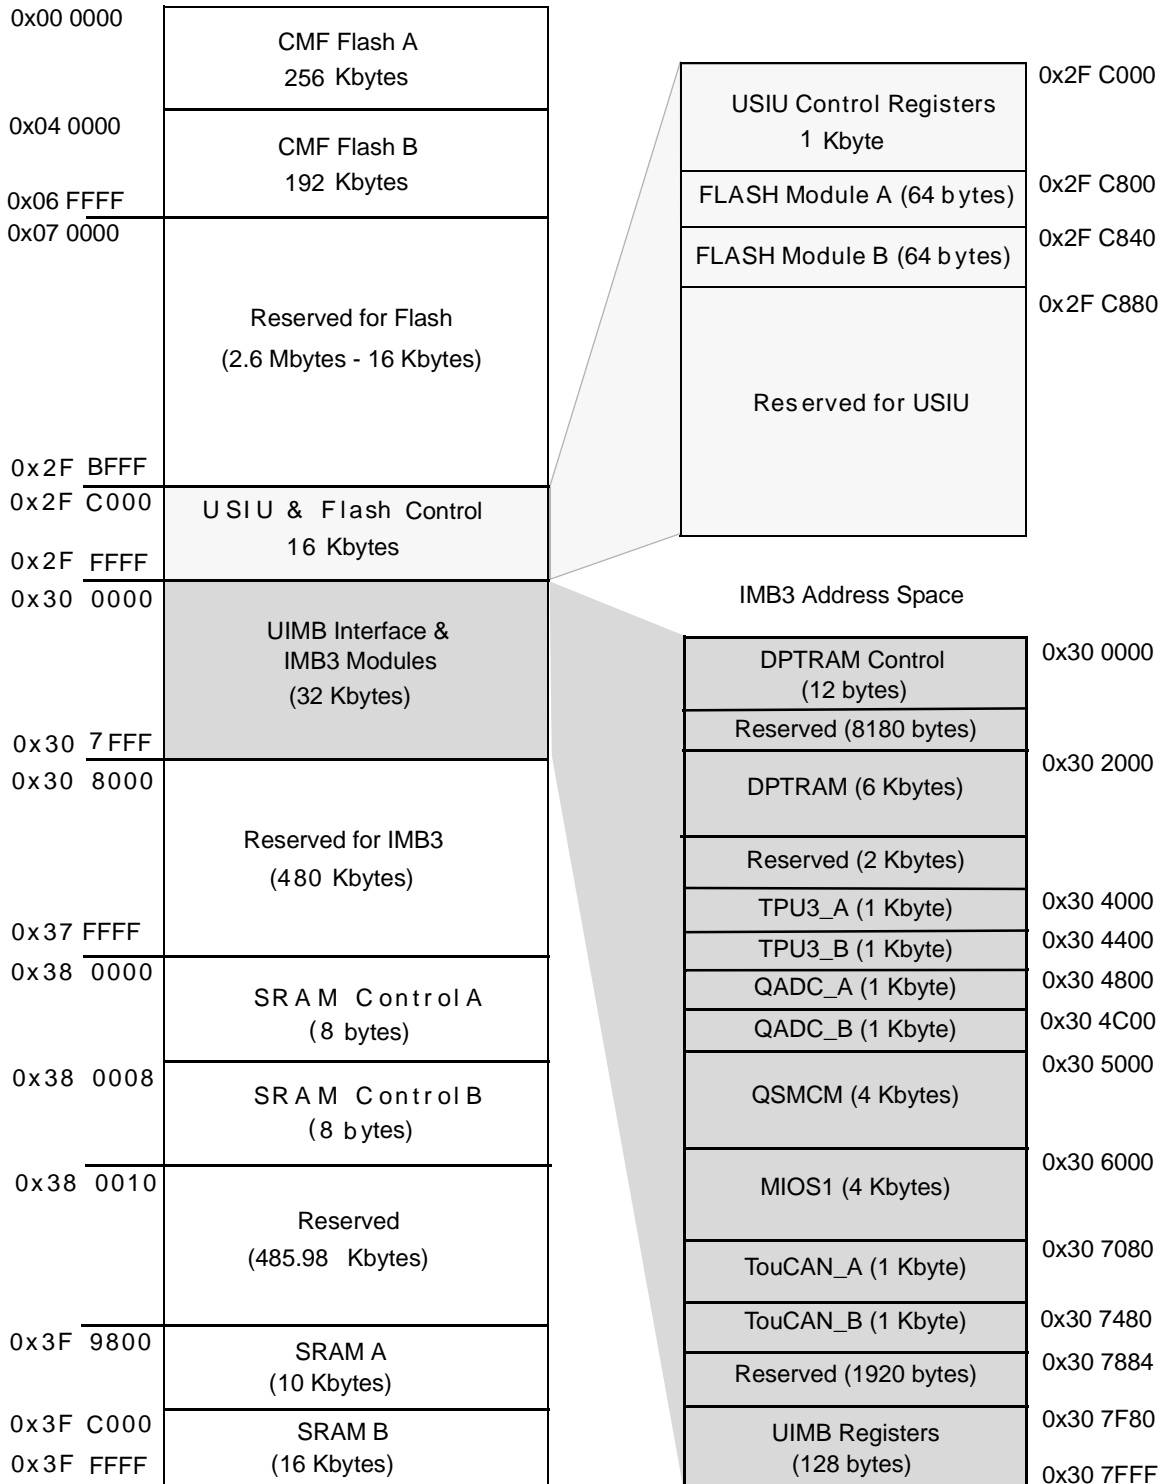 0x00 0000
CMF Flash A
256 Kbytes
0x04 0000
CMF Flash B
192 Kbytes
0x06 FFFF
0x07 0000
Reserved for Flash
(2.6 Mbytes - 16 Kbytes)
0x2F BFFF
0x2F C000
USIU & Flash Control
16 Kbytes
0x2F FFFF
0x30 0000
UIMB Interface &
IMB3 Modules
(32 Kbytes)
0x30 7FFF
0x30 8000
Reserved for IMB3
(480 Kbytes)
0x37 FFFF
0x38 0000
SRAM Control A
(8 bytes)
0x38 0008
SRAM Control B
(8 bytes)
0x38 0010
Reserved
(485.98 Kbytes)
0x3F 9800
SRAM A
(10 Kbytes)
0x3F C000
SRAM B
(16 Kbytes)
0x3F FFFF
0x2F C000
USIU Control Registers
1 Kbyte
FLASH Module A (64 bytes)
0x2F C800
FLASH Module B (64 bytes)
0x2F C840
0x2F C880
Reserved for USIU
IMB3 Address Space
DPTRAM Control
(12 bytes)
0x30 0000
Reserved (8180 bytes)
0x30 2000
DPTRAM (6 Kbytes)
Reserved (2 Kbytes)
TPU3_A (1 Kbyte)
0x30 4000
TPU3_B (1 Kbyte)
0x30 4400
QADC_A (1 Kbyte)
0x30 4800
QADC_B (1 Kbyte)
0x30 4C00
0x30 5000
QSMCM (4 Kbytes)
0x30 6000
MIOS1 (4 Kbytes)
0x30 7080
TouCAN_A (1 Kbyte)
TouCAN_B (1 Kbyte)
0x30 7480
Reserved (1920 bytes)
0x30 7884
0x30 7F80
UIMB Registers
(128 bytes)
0x30 7FFF